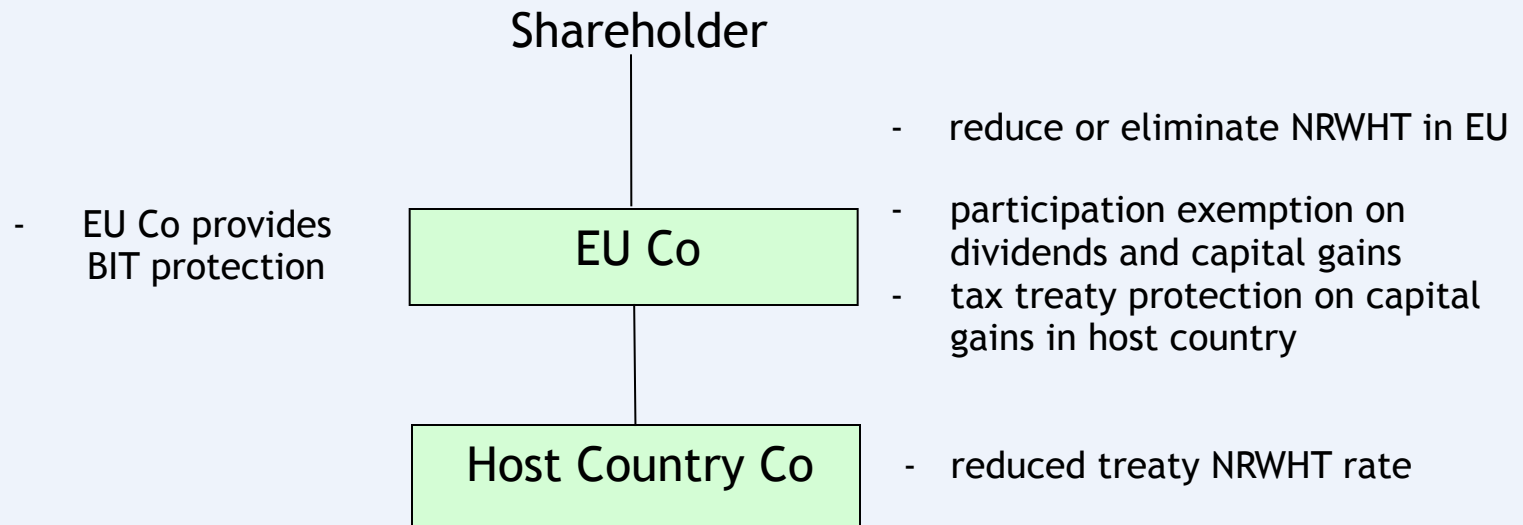 Shareholder
- reduce or eliminate NRWHT in EU
- EU Co provides
BIT protection
EU Co
- participation exemption on
dividends and capital gains
- tax treaty protection on capital
gains in host country
Host Country Co
- reduced treaty NRWHT rate